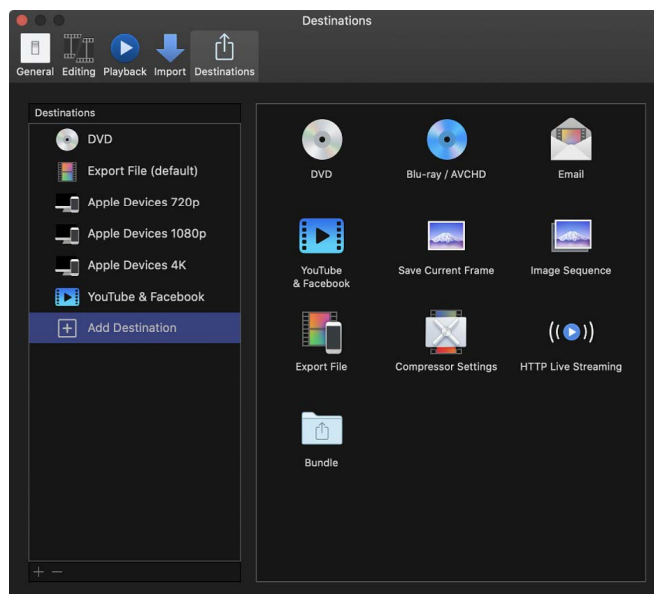 Destinations
General Editing Playback Import Destinations
Destinations
DVD
Export File (default)
Apple Devices 720p
Apple Devices 1080p
Apple Devices 4K
YouTube & Facebook
Add Destination
DVD
Blu-ray / AVCHD
Email
YouTube
& Facebook
Save Current Frame
Image Sequence
Export File
Compressor Settings
HTTP Live Streaming
Bundle